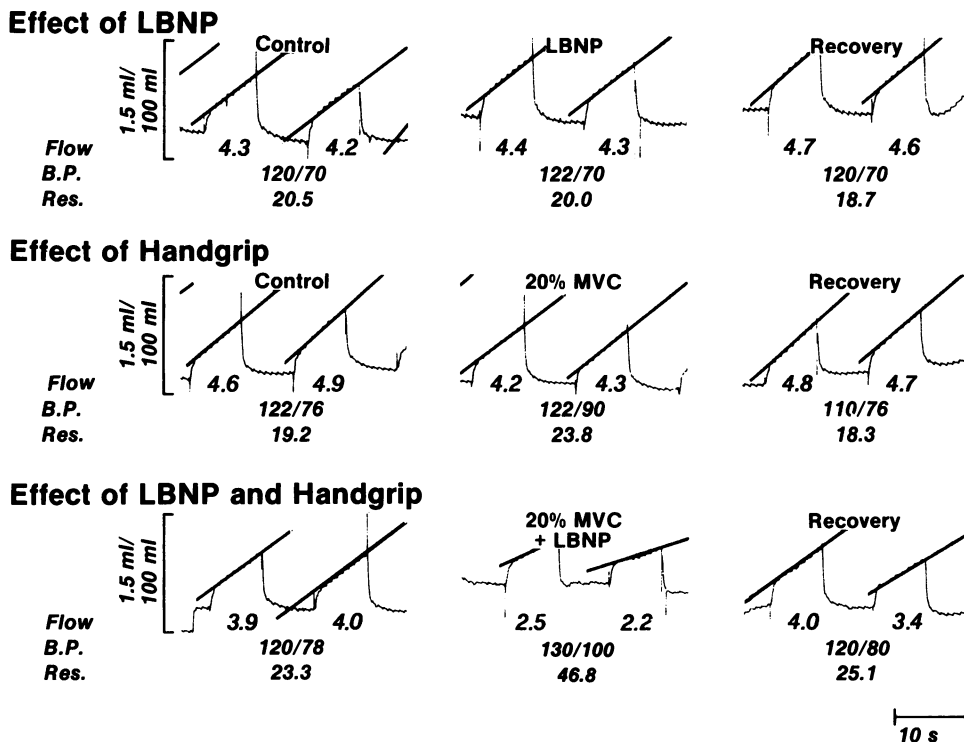 Effect of LBNP
Control LBNP Recovery
1.5 ml/
100 ml
Flow 4.3 4.2 4.4 4.3 4.7 4.6
B.P. 120/70 122/70 120/70
Res. 20.5 20.0 18.7
Effect of Handgrip
Control 20% MVC Recovery
1.5 ml/
100 ml
Flow 4.6 4.9 4.2 4.3 4.8 4.7
B.P. 122/76 122/90 110/76
Res. 19.2 23.8 18.3
Effect of LBNP and Handgrip
20% MVC Recovery
+ LBNP
1.5 ml/
100 ml
Flow 3.9 4.0 2.5 2.2 4.0 3.4
B.P. 120/78 130/100 120/80
Res. 23.3 46.8 25.1
10 s